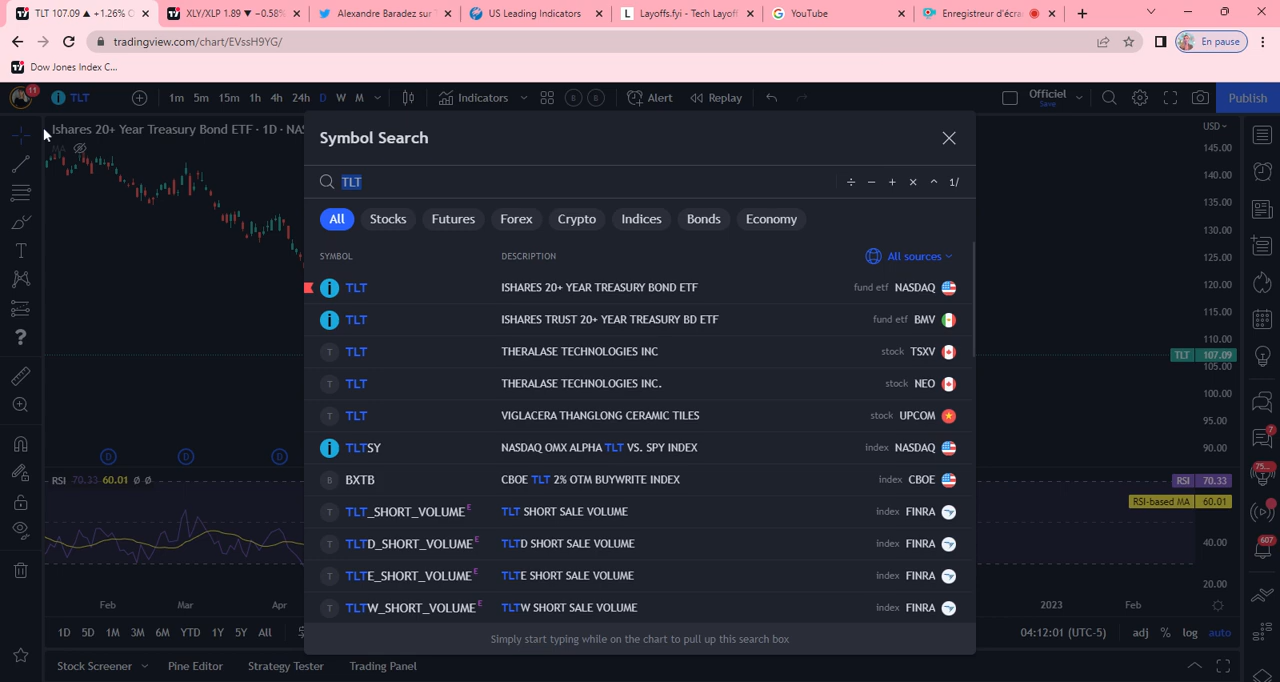 TLT 107.09 ▲ +1.26%
XLY/XLP 1.89 ▼ −0.58%
Alexandre Baradez sur
US Leading Indicators
Layoffs.fyi - Tech Layof
YouTube
Enregistreur d'écra
tradingview.com/chart/EVssH9YG/
En pause
Dow Jones Index C...
11
TLT
1m 5m 15m 1h 4h 24h D W M
Indicators
B B
Alert
Replay
Officiel
Save
Publish
Ishares 20+ Year Treasury Bond ETF · 1D · NAS
MA
USD
Symbol Search
TLT
÷ − + × ^ 1/
All Stocks Futures Forex Crypto Indices Bonds Economy
SYMBOL DESCRIPTION All sources
TLT ISHARES 20+ YEAR TREASURY BOND ETF fund etf NASDAQ
TLT ISHARES TRUST 20+ YEAR TREASURY BD ETF fund etf BMV
T TLT THERALASE TECHNOLOGIES INC stock TSXV
T TLT THERALASE TECHNOLOGIES INC. stock NEO
T TLT VIGLACERA THANGLONG CERAMIC TILES stock UPCOM
TLTSY NASDAQ OMX ALPHA TLT VS. SPY INDEX index NASDAQ
B BXTB CBOE TLT 2% OTM BUYWRITE INDEX index CBOE
T TLT_SHORT_VOLUME E TLT SHORT SALE VOLUME index FINRA
T TLTD_SHORT_VOLUME E TLTD SHORT SALE VOLUME index FINRA
T TLTE_SHORT_VOLUME E TLTE SHORT SALE VOLUME index FINRA
T TLTW_SHORT_VOLUME E TLTW SHORT SALE VOLUME index FINRA
Simply start typing while on the chart to pull up this search box
145.00
140.00
135.00
130.00
125.00
120.00
115.00
110.00
TLT 107.09
105.00
100.00
95.00
90.00
D D D
RSI 70.33 60.01 ø ø
RSI 70.33
RSI-based MA 60.01
40.00
20.00
7
75...
607
Feb Mar Apr 2023 Feb
1D 5D 1M 3M 6M YTD 1Y 5Y All
04:12:01 (UTC-5) adj % log auto
Stock Screener Pine Editor Strategy Tester Trading Panel